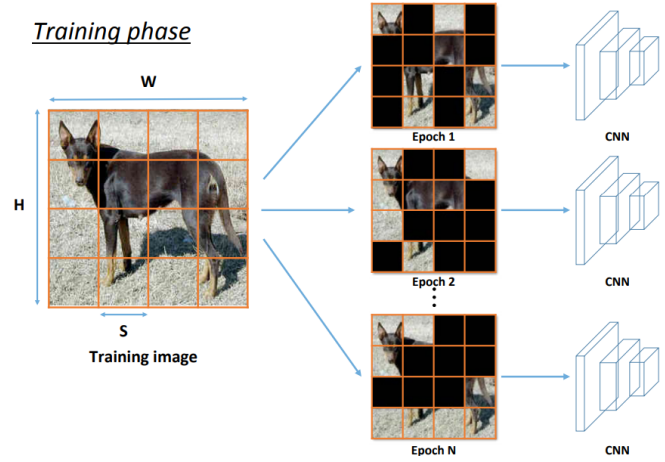 Training phase
W
H
S
Training image
Epoch 1
CNN
Epoch 2
CNN
Epoch N
CNN